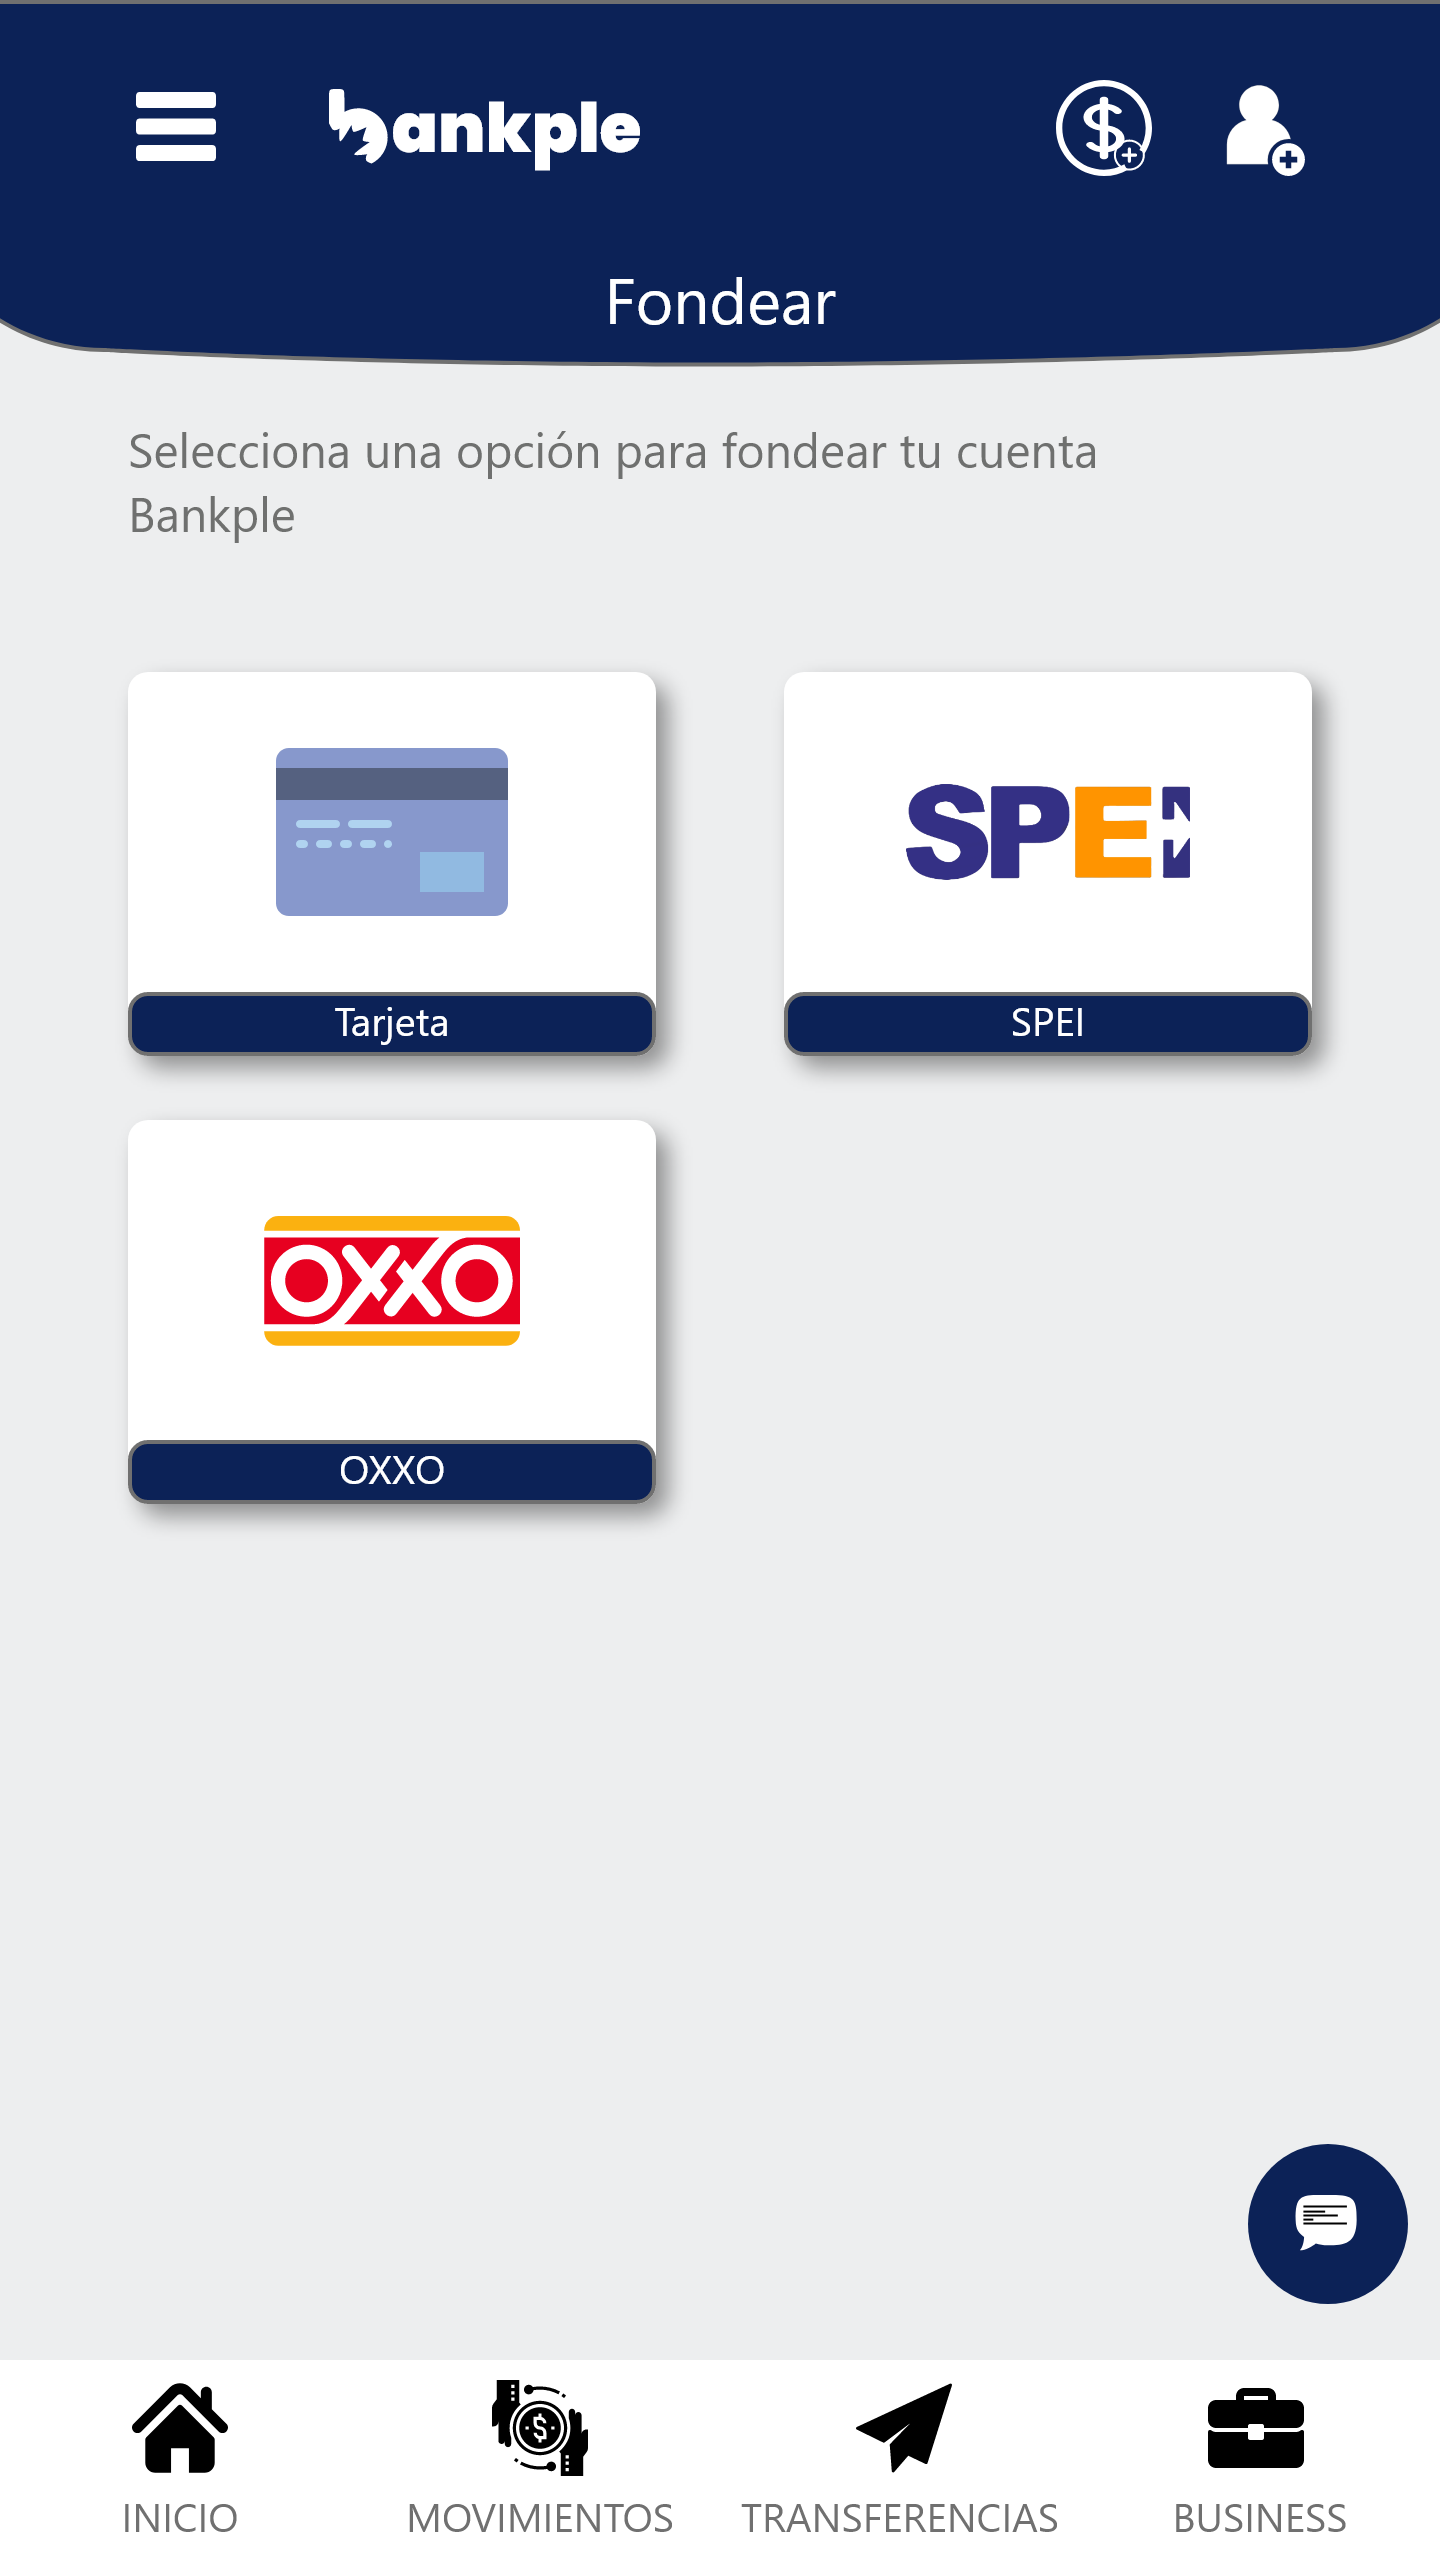 bankple
Fondear
Selecciona una opción para fondear tu cuenta
Bankple
SPEI
Tarjeta
SPEI
OXXO
OXXO
INICIO
MOVIMIENTOS
TRANSFERENCIAS
BUSINESS